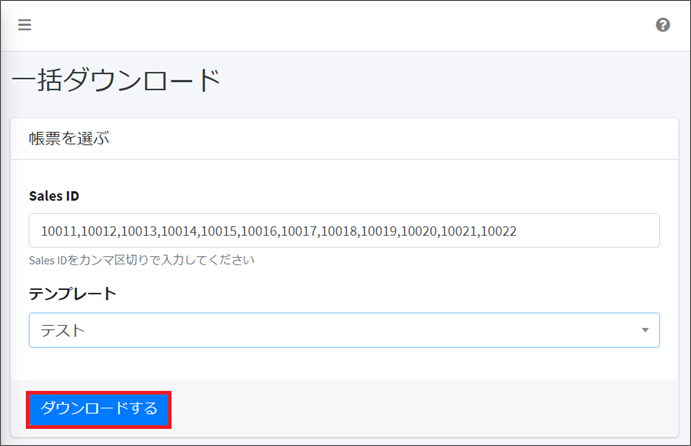 一括ダウンロード
帳票を選ぶ
Sales ID
10011,10012,10013,10014,10015,10016,10017,10018,10019,10020,10021,10022
Sales IDをカンマ区切りで入力してください
テンプレート
テスト
ダウンロードする